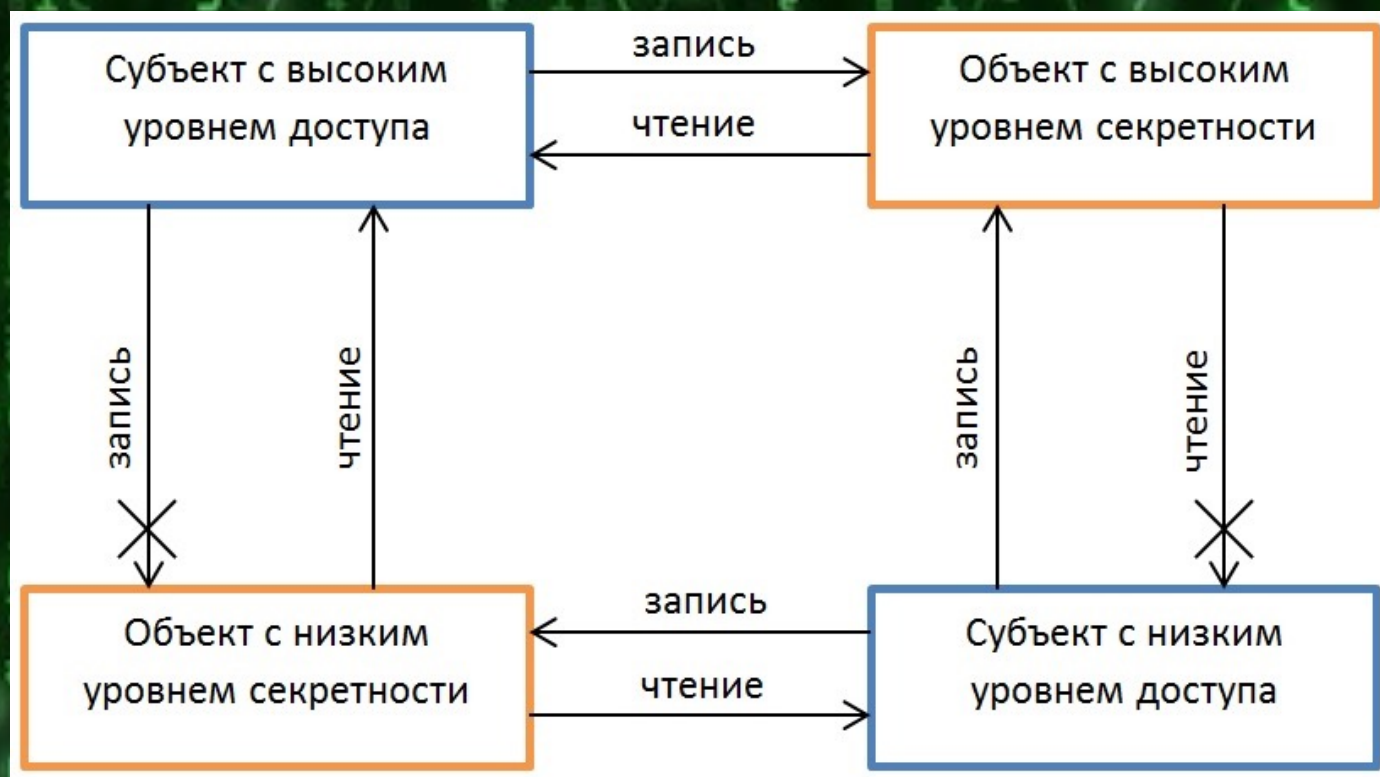 Субъект с высоким
уровнем доступа
запись
чтение
Объект с высоким
уровнем секретности
запись
чтение
запись
чтение
Объект с низким
уровнем секретности
запись
чтение
Субъект с низким
уровнем доступа